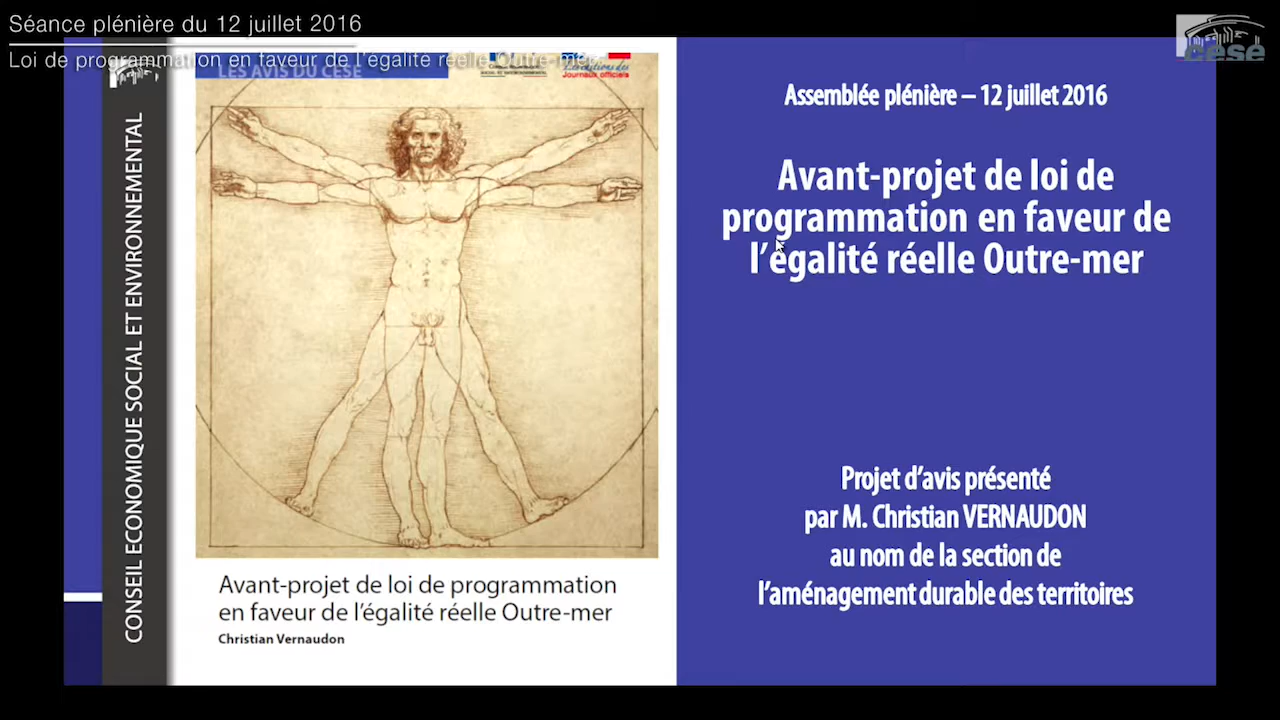 Séance plénière du 12 juillet 2016
Loi de programmation en faveur de l'égalité réelle Outre-mer
cese
LES AVIS DU CESE
Journaux officiels
CONSEIL ECONOMIQUE SOCIAL ET ENVIRONNEMENTAL
Avant-projet de loi de programmation
en faveur de l'égalité réelle Outre-mer
Christian Vernaudon
Assemblée plénière – 12 juillet 2016
Avant-projet de loi de
programmation en faveur de
l'égalité réelle Outre-mer
Projet d'avis présenté
par M. Christian VERNAUDON
au nom de la section de
l'aménagement durable des territoires